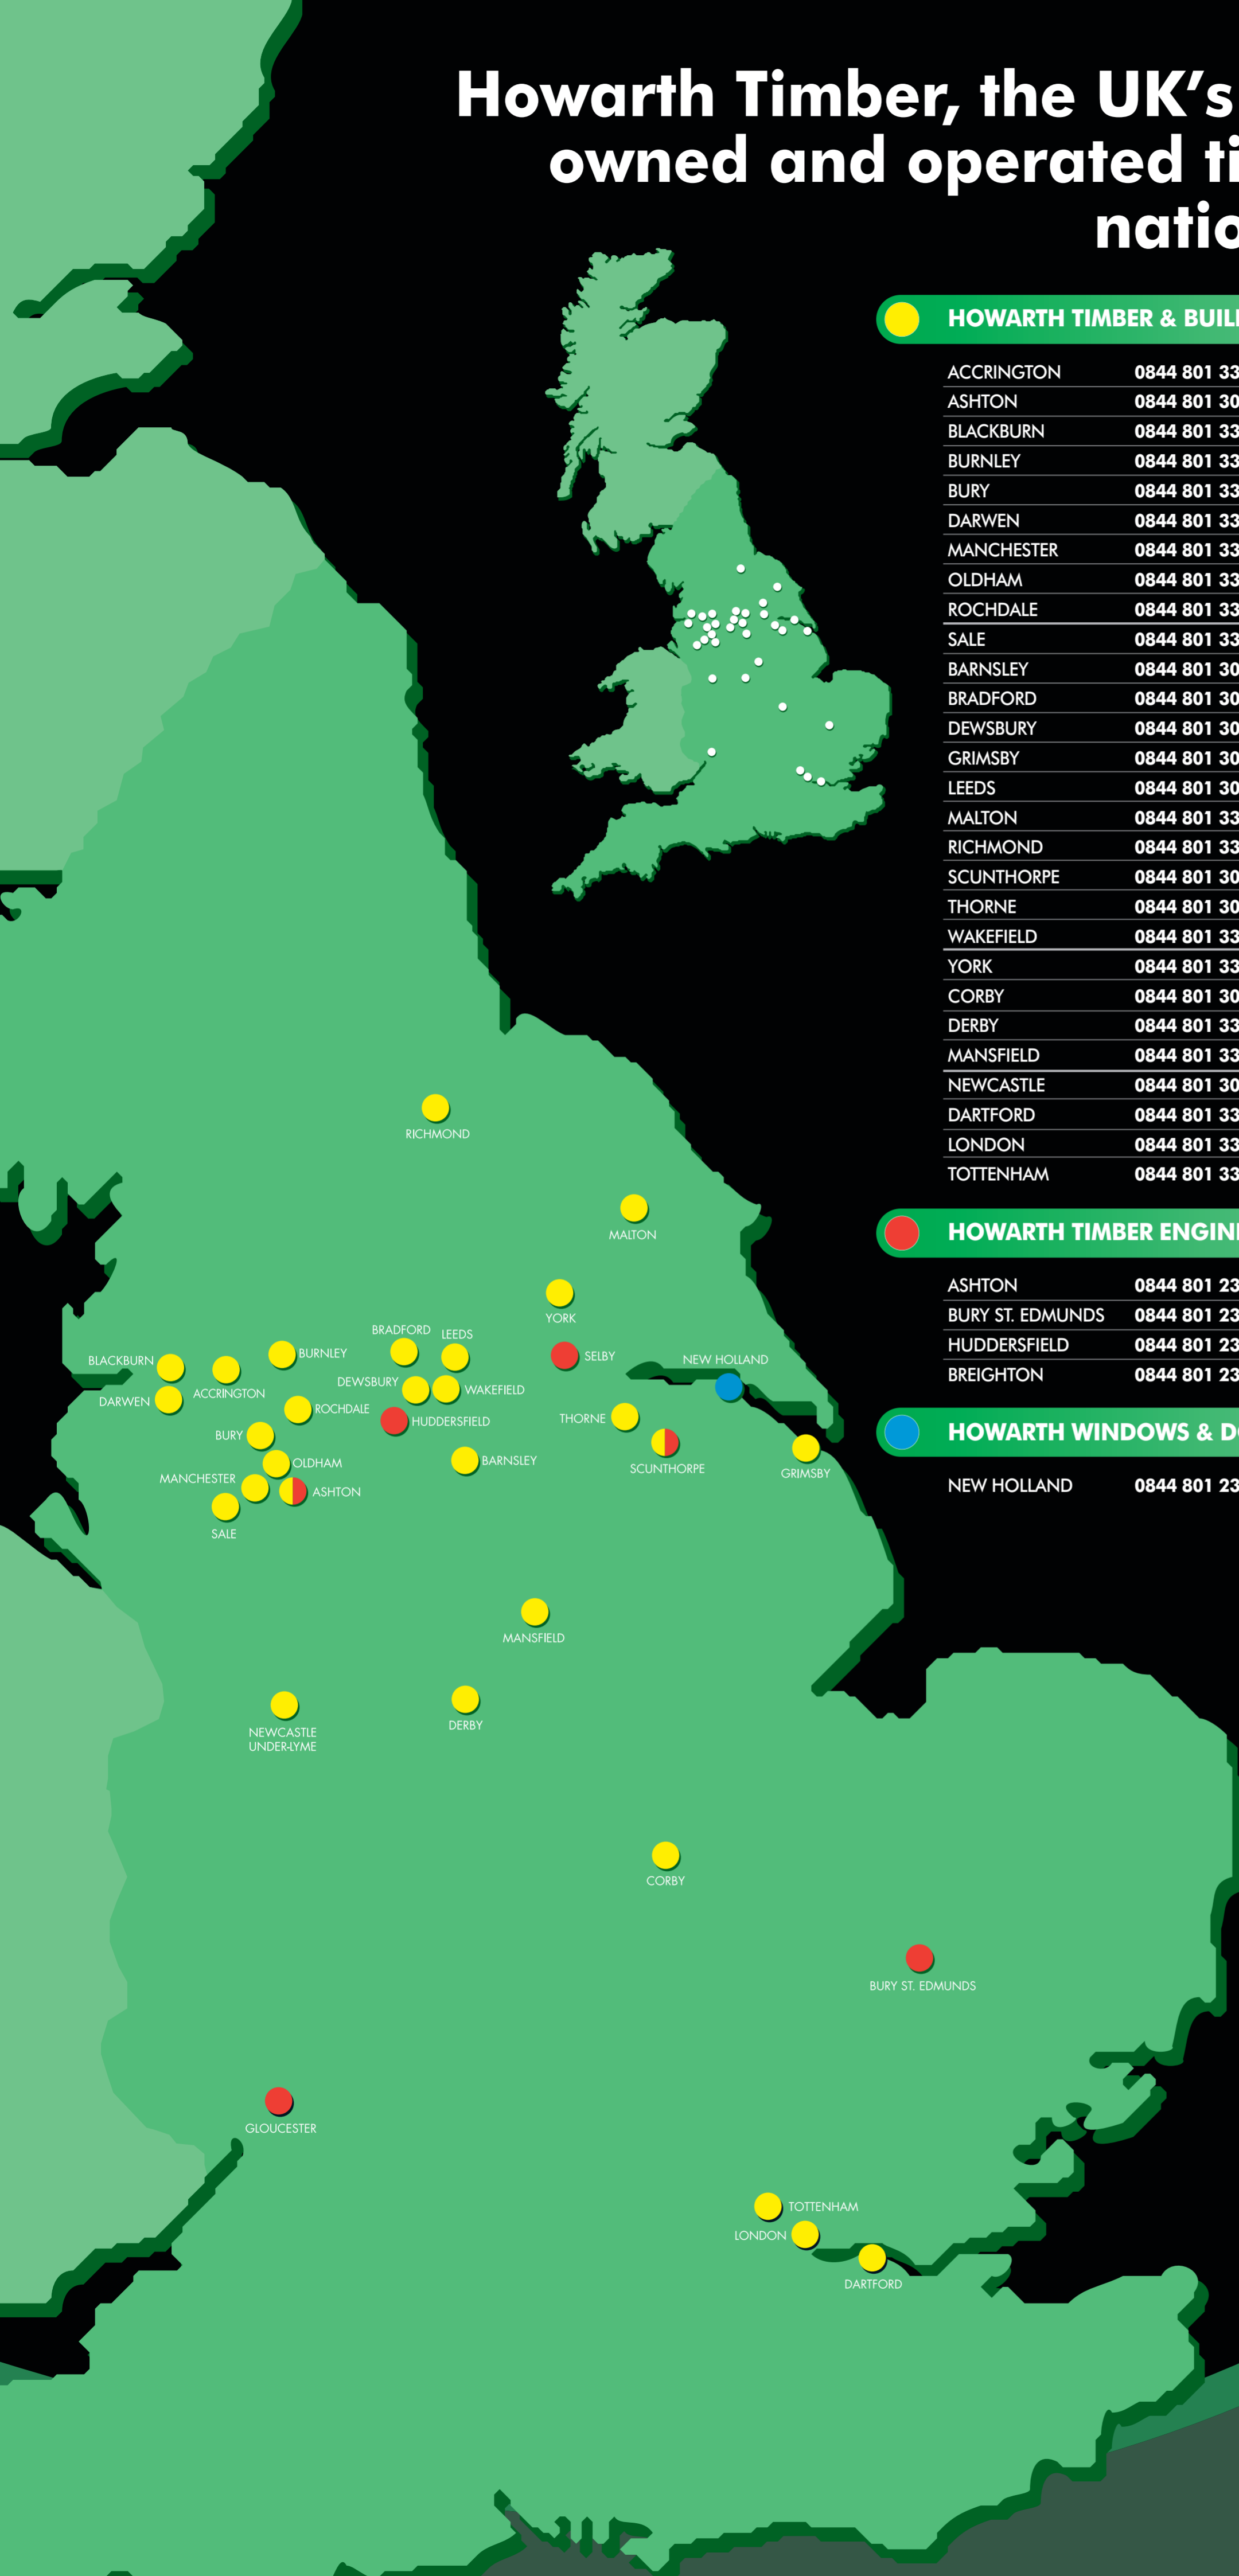 Howarth Timber, the UK's
owned and operated ti
natio
HOWARTH TIMBER & BUIL
ACCRINGTON 0844 801 33
ASHTON 0844 801 30
BLACKBURN 0844 801 33
BURNLEY 0844 801 33
BURY 0844 801 33
DARWEN 0844 801 33
MANCHESTER 0844 801 33
OLDHAM 0844 801 33
ROCHDALE 0844 801 33
SALE 0844 801 33
BARNSLEY 0844 801 30
BRADFORD 0844 801 30
DEWSBURY 0844 801 30
GRIMSBY 0844 801 30
LEEDS 0844 801 30
MALTON 0844 801 33
RICHMOND 0844 801 33
SCUNTHORPE 0844 801 30
THORNE 0844 801 30
WAKEFIELD 0844 801 33
YORK 0844 801 33
CORBY 0844 801 30
DERBY 0844 801 33
MANSFIELD 0844 801 33
NEWCASTLE 0844 801 30
DARTFORD 0844 801 33
LONDON 0844 801 33
TOTTENHAM 0844 801 33
HOWARTH TIMBER ENGINE
ASHTON 0844 801 23
BURY ST. EDMUNDS 0844 801 23
HUDDERSFIELD 0844 801 23
BREIGHTON 0844 801 23
HOWARTH WINDOWS & DO
NEW HOLLAND 0844 801 23
RICHMOND
MALTON
YORK
BRADFORD
LEEDS
BURNLEY
SELBY
BLACKBURN
NEW HOLLAND
DEWSBURY
WAKEFIELD
ACCRINGTON
DARWEN
ROCHDALE
THORNE
HUDDERSFIELD
BURY
OLDHAM
BARNSLEY
SCUNTHORPE
GRIMSBY
MANCHESTER
ASHTON
SALE
MANSFIELD
DERBY
NEWCASTLE
UNDER-LYME
CORBY
BURY ST. EDMUNDS
GLOUCESTER
TOTTENHAM
LONDON
DARTFORD